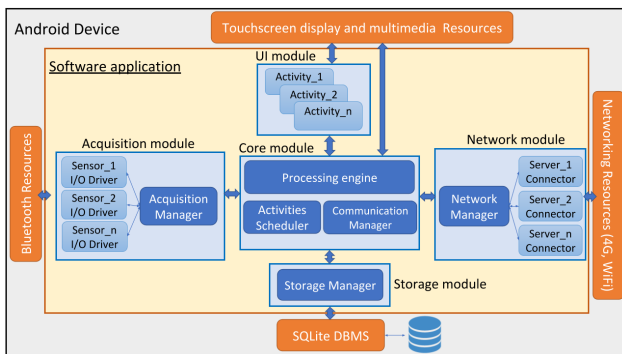 Android Device
Touchscreen display and multimedia Resources
Software application
UI module
Activity_1
Activity_2
Activity_n
Bluetooth Resources
Acquisition module
Sensor_1
I/O Driver
Sensor_2
I/O Driver
Sensor_n
I/O Driver
Acquisition
Manager
Core module
Processing engine
Activities
Scheduler
Communication
Manager
Network module
Network
Manager
Server_1
Connector
Server_2
Connector
Server_n
Connector
Networking Resources (4G, WiFi)
Storage Manager
Storage module
SQLite DBMS